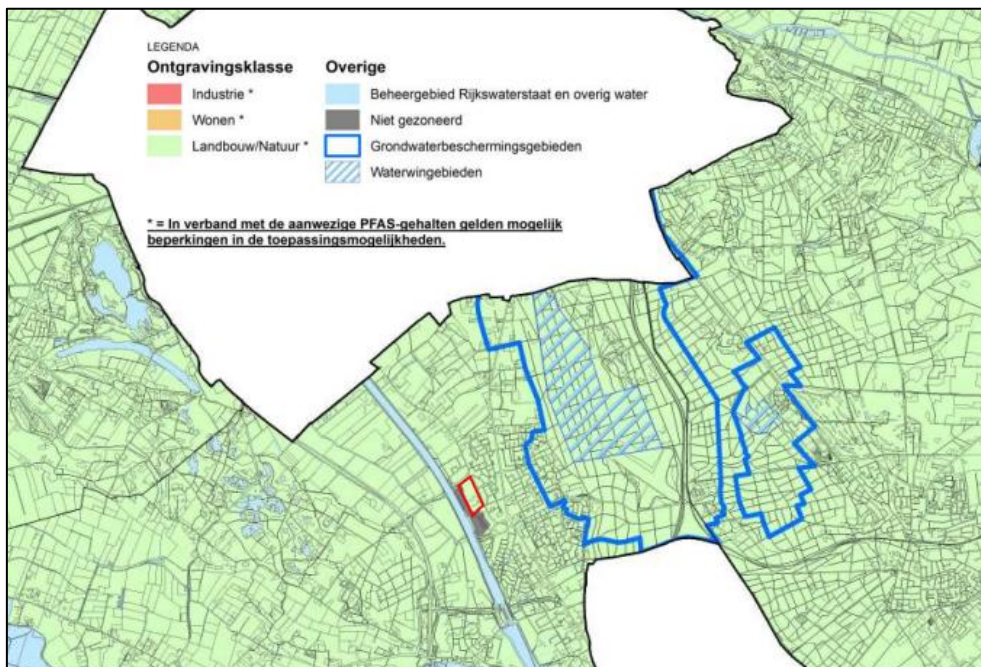 LEGENDA
Ontgravingsklasse
Industrie *
Wonen *
Landbouw/Natuur *
Overige
Beheergebied Rijkswaterstaat en overig water
Niet gezoneerd
Grondwaterbeschermingsgebieden
Waterwingebieden
* = In verband met de aanwezige PFAS-gehalten gelden mogelijk
beperkingen in de toepassingsmogelijkheden.